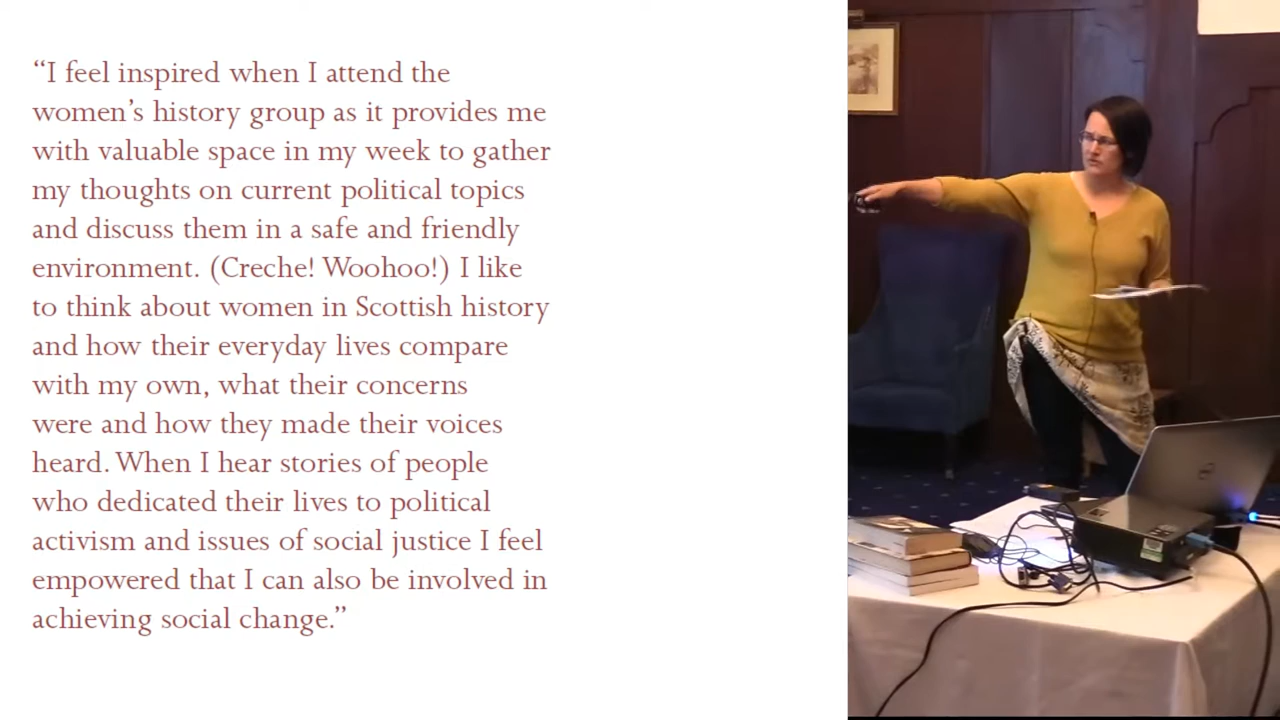 “I feel inspired when I attend the
women’s history group as it provides me
with valuable space in my week to gather
my thoughts on current political topics
and discuss them in a safe and friendly
environment. (Creche! Woohoo!) I like
to think about women in Scottish history
and how their everyday lives compare
with my own, what their concerns
were and how they made their voices
heard. When I hear stories of people
who dedicated their lives to political
activism and issues of social justice I feel
empowered that I can also be involved in
achieving social change.”